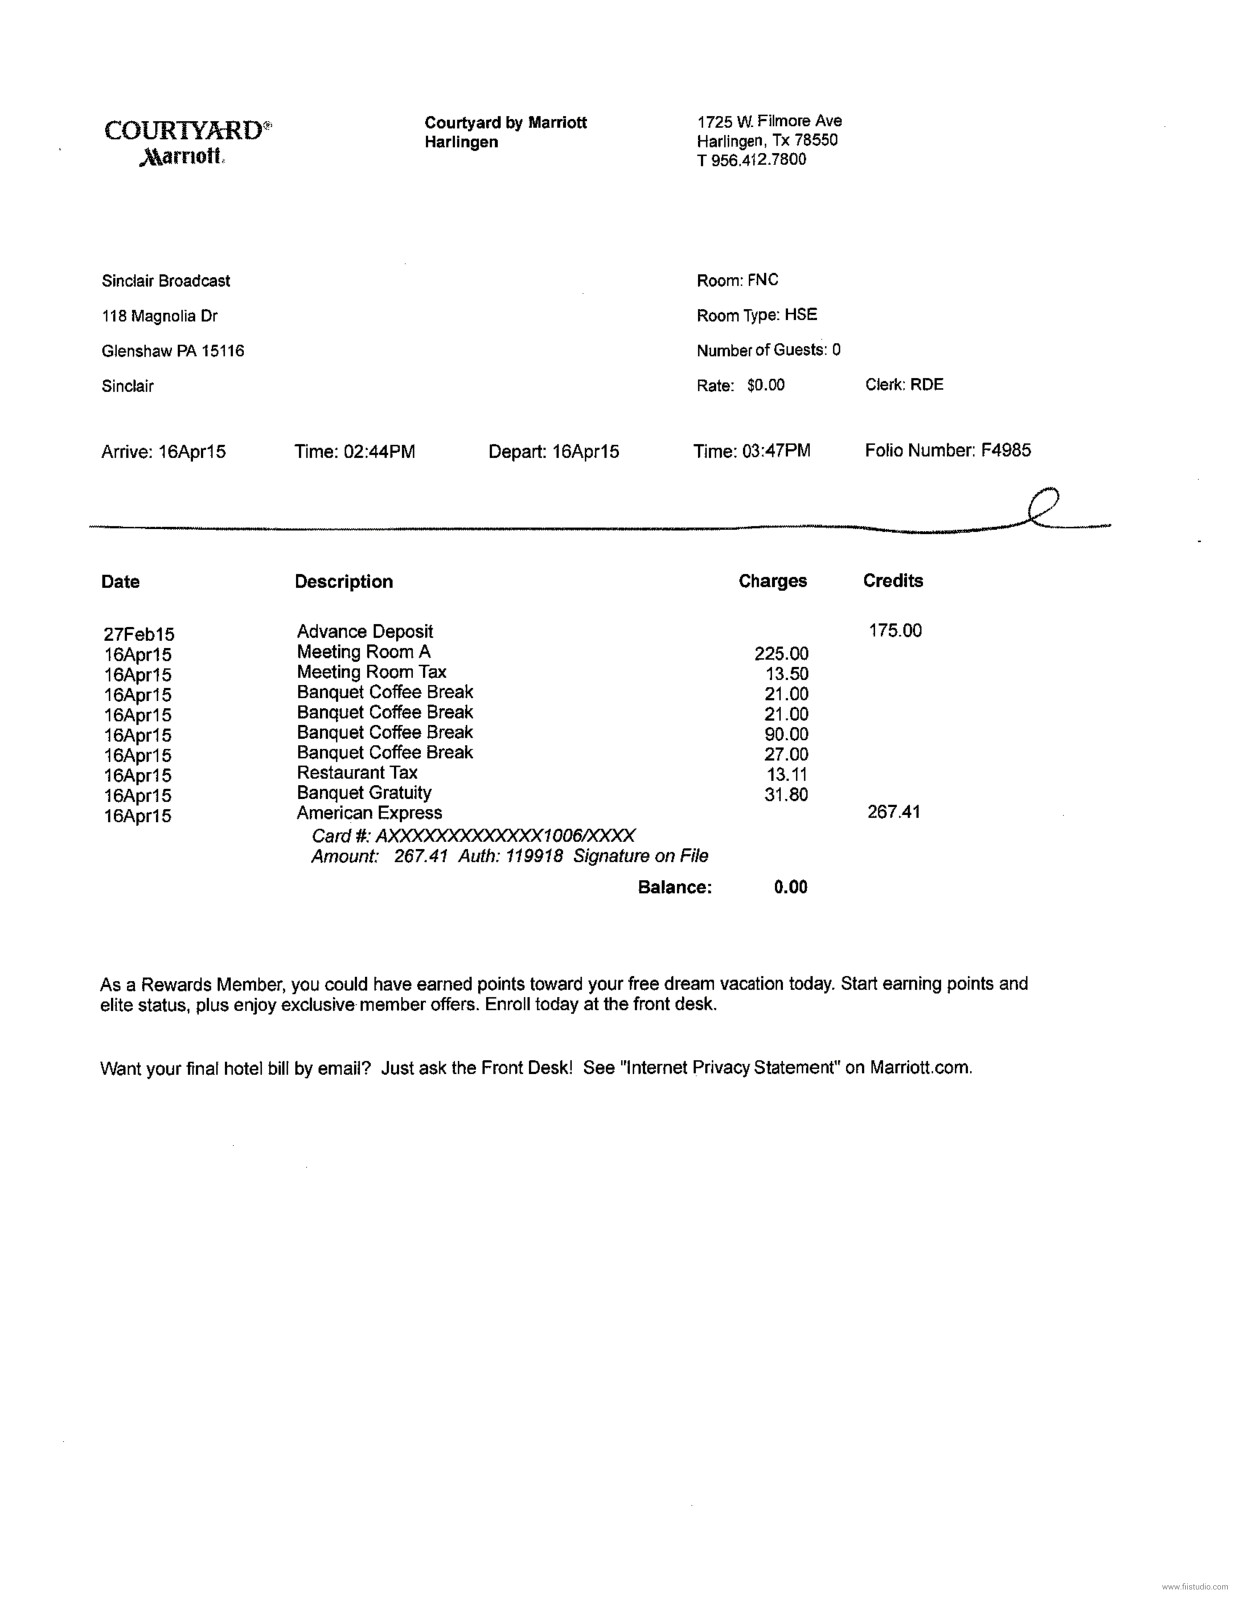 COURTYARD®
Marriott.
Courtyard by Marriott
Harlingen
1725 W. Filmore Ave
Harlingen, Tx 78550
T 956.412.7800
Sinclair Broadcast
Room: FNC
118 Magnolia Dr
Room Type: HSE
Glenshaw PA 15116
Number of Guests: 0
Sinclair
Rate: $0.00 Clerk: RDE
Arrive: 16Apr15 Time: 02:44PM Depart: 16Apr15 Time: 03:47PM Folio Number: F4985
Date Description Charges Credits
27Feb15 Advance Deposit 175.00
16Apr15 Meeting Room A 225.00
16Apr15 Meeting Room Tax 13.50
16Apr15 Banquet Coffee Break 21.00
16Apr15 Banquet Coffee Break 21.00
16Apr15 Banquet Coffee Break 90.00
16Apr15 Banquet Coffee Break 27.00
16Apr15 Restaurant Tax 13.11
16Apr15 Banquet Gratuity 31.80
16Apr15 American Express 267.41
Card #: AXXXXXXXXXXXXX1006/XXXX
Amount: 267.41 Auth: 119918 Signature on File
Balance: 0.00
As a Rewards Member, you could have earned points toward your free dream vacation today. Start earning points and
elite status, plus enjoy exclusive member offers. Enroll today at the front desk.
Want your final hotel bill by email? Just ask the Front Desk! See "Internet Privacy Statement" on Marriott.com.
www.fiistudio.com